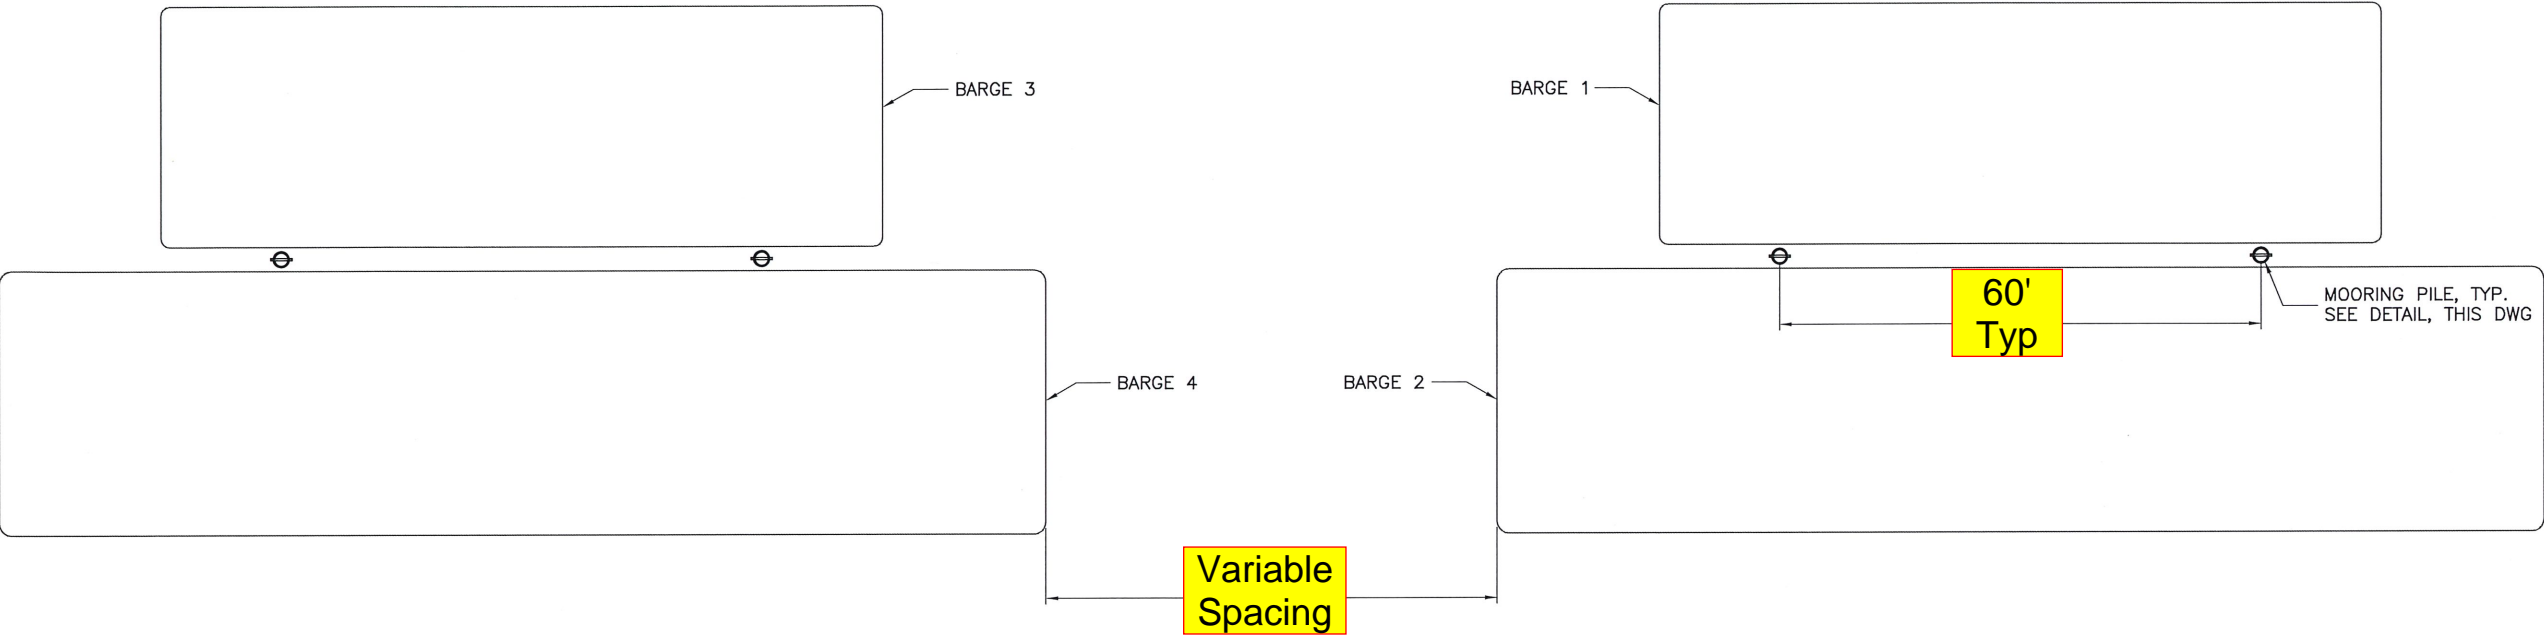 BARGE 3
BARGE 1
60'
Typ
MOORING PILE, TYP.
SEE DETAIL, THIS DWG
BARGE 4
BARGE 2
Variable
Spacing